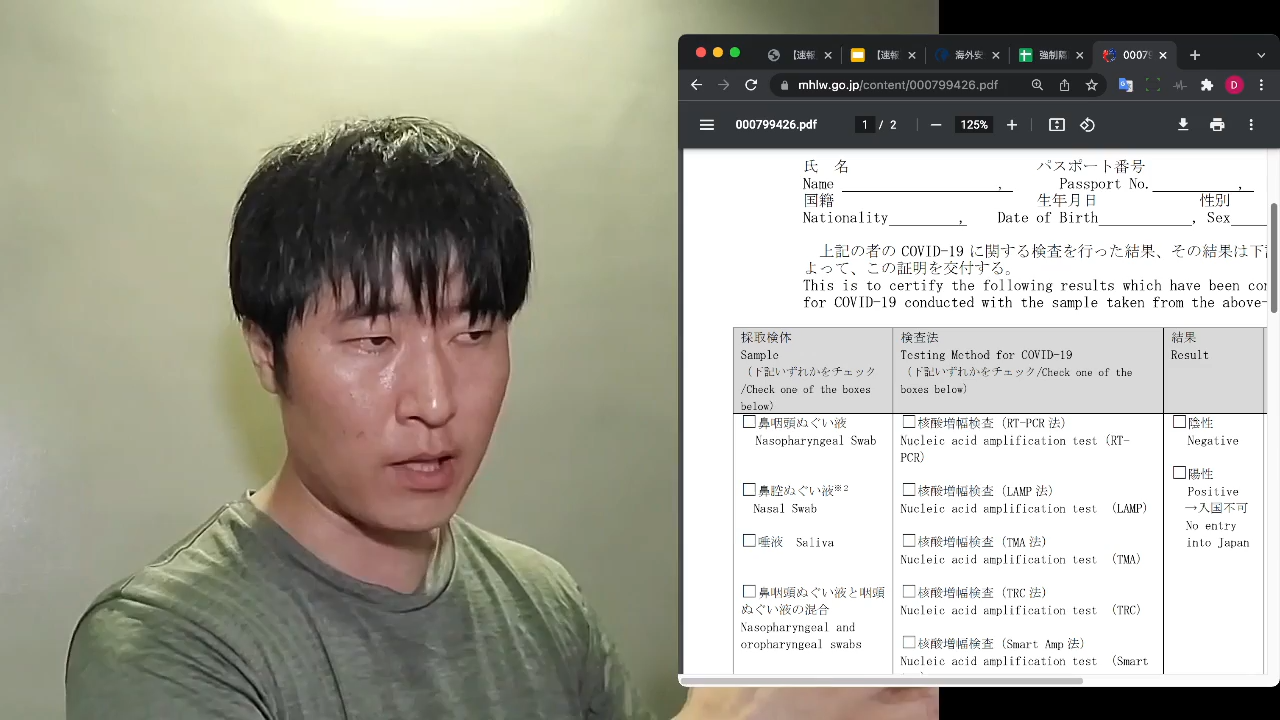 【速報
【速報
海外安
強制隔
0007
mhlw.go.jp/content/000799426.pdf
D
000799426.pdf
1 / 2
125%
氏 名
パスポート番号
Name , Passport No. ,
国籍
生年月日
性別
Nationality , Date of Birth , Sex
上記の者の COVID-19 に関する検査を行った結果、その結果は下
よって、この証明を交付する。
This is to certify the following results which have been co
for COVID-19 conducted with the sample taken from the above-
採取検体
Sample
（下記いずれかをチェック
/Check one of the boxes
below)
検査法
Testing Method for COVID-19
（下記いずれかをチェック/Check one of the
boxes below)
結果
Result
□鼻咽頭ぬぐい液
Nasopharyngeal Swab
□鼻腔ぬぐい液※2
Nasal Swab
□唾液 Saliva
□鼻咽頭ぬぐい液と咽頭
ぬぐい液の混合
Nasopharyngeal and
oropharyngeal swabs
□核酸増幅検査（RT-PCR 法）
Nucleic acid amplification test (RT-
PCR)
□核酸増幅検査（LAMP 法）
Nucleic acid amplification test (LAMP)
□核酸増幅検査（TMA 法）
Nucleic acid amplification test (TMA)
□核酸増幅検査（TRC 法）
Nucleic acid amplification test (TRC)
□核酸増幅検査（Smart Amp 法）
Nucleic acid amplification test (Smart
□陰性
Negative
□陽性
Positive
→入国不可
No entry
into Japan